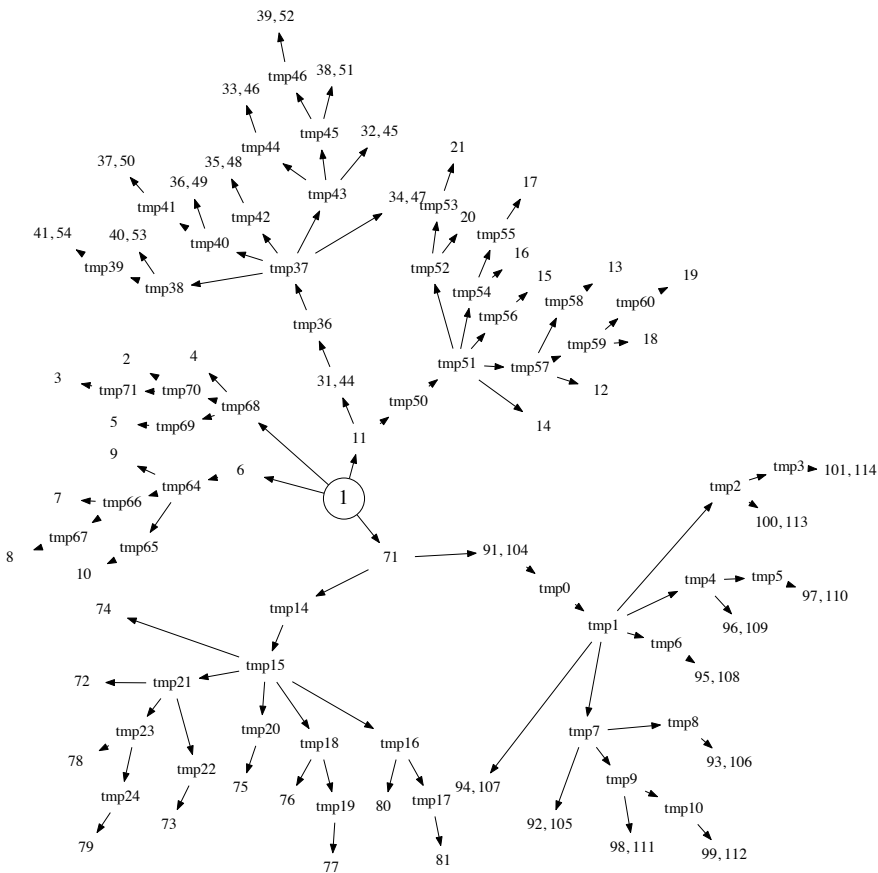 39, 52
tmp46
38, 51
33, 46
tmp45
32, 45
tmp44
21
37, 50
35, 48
36, 49
17
tmp43
34, 47
tmp53
tmp41
tmp42
20
41, 54
40, 53
tmp40
tmp55
16
tmp39
tmp38
tmp37
tmp52
15
13
19
tmp54
tmp58
tmp60
tmp56
tmp36
18
tmp59
2
4
tmp51
tmp57
3
tmp71
tmp70
31, 44
12
tmp68
tmp50
5
tmp69
14
11
9
6
7
tmp66
tmp64
1
tmp2
tmp3
101, 114
100, 113
tmp67
8
tmp65
10
71
91, 104
tmp0
tmp4
tmp5
97, 110
74
tmp14
tmp1
96, 109
tmp6
95, 108
tmp15
72
tmp21
tmp23
tmp20
tmp18
tmp16
tmp7
tmp8
78
93, 106
tmp22
75
94, 107
tmp9
tmp24
76
tmp19
80
tmp17
tmp10
73
92, 105
79
77
81
98, 111
99, 112